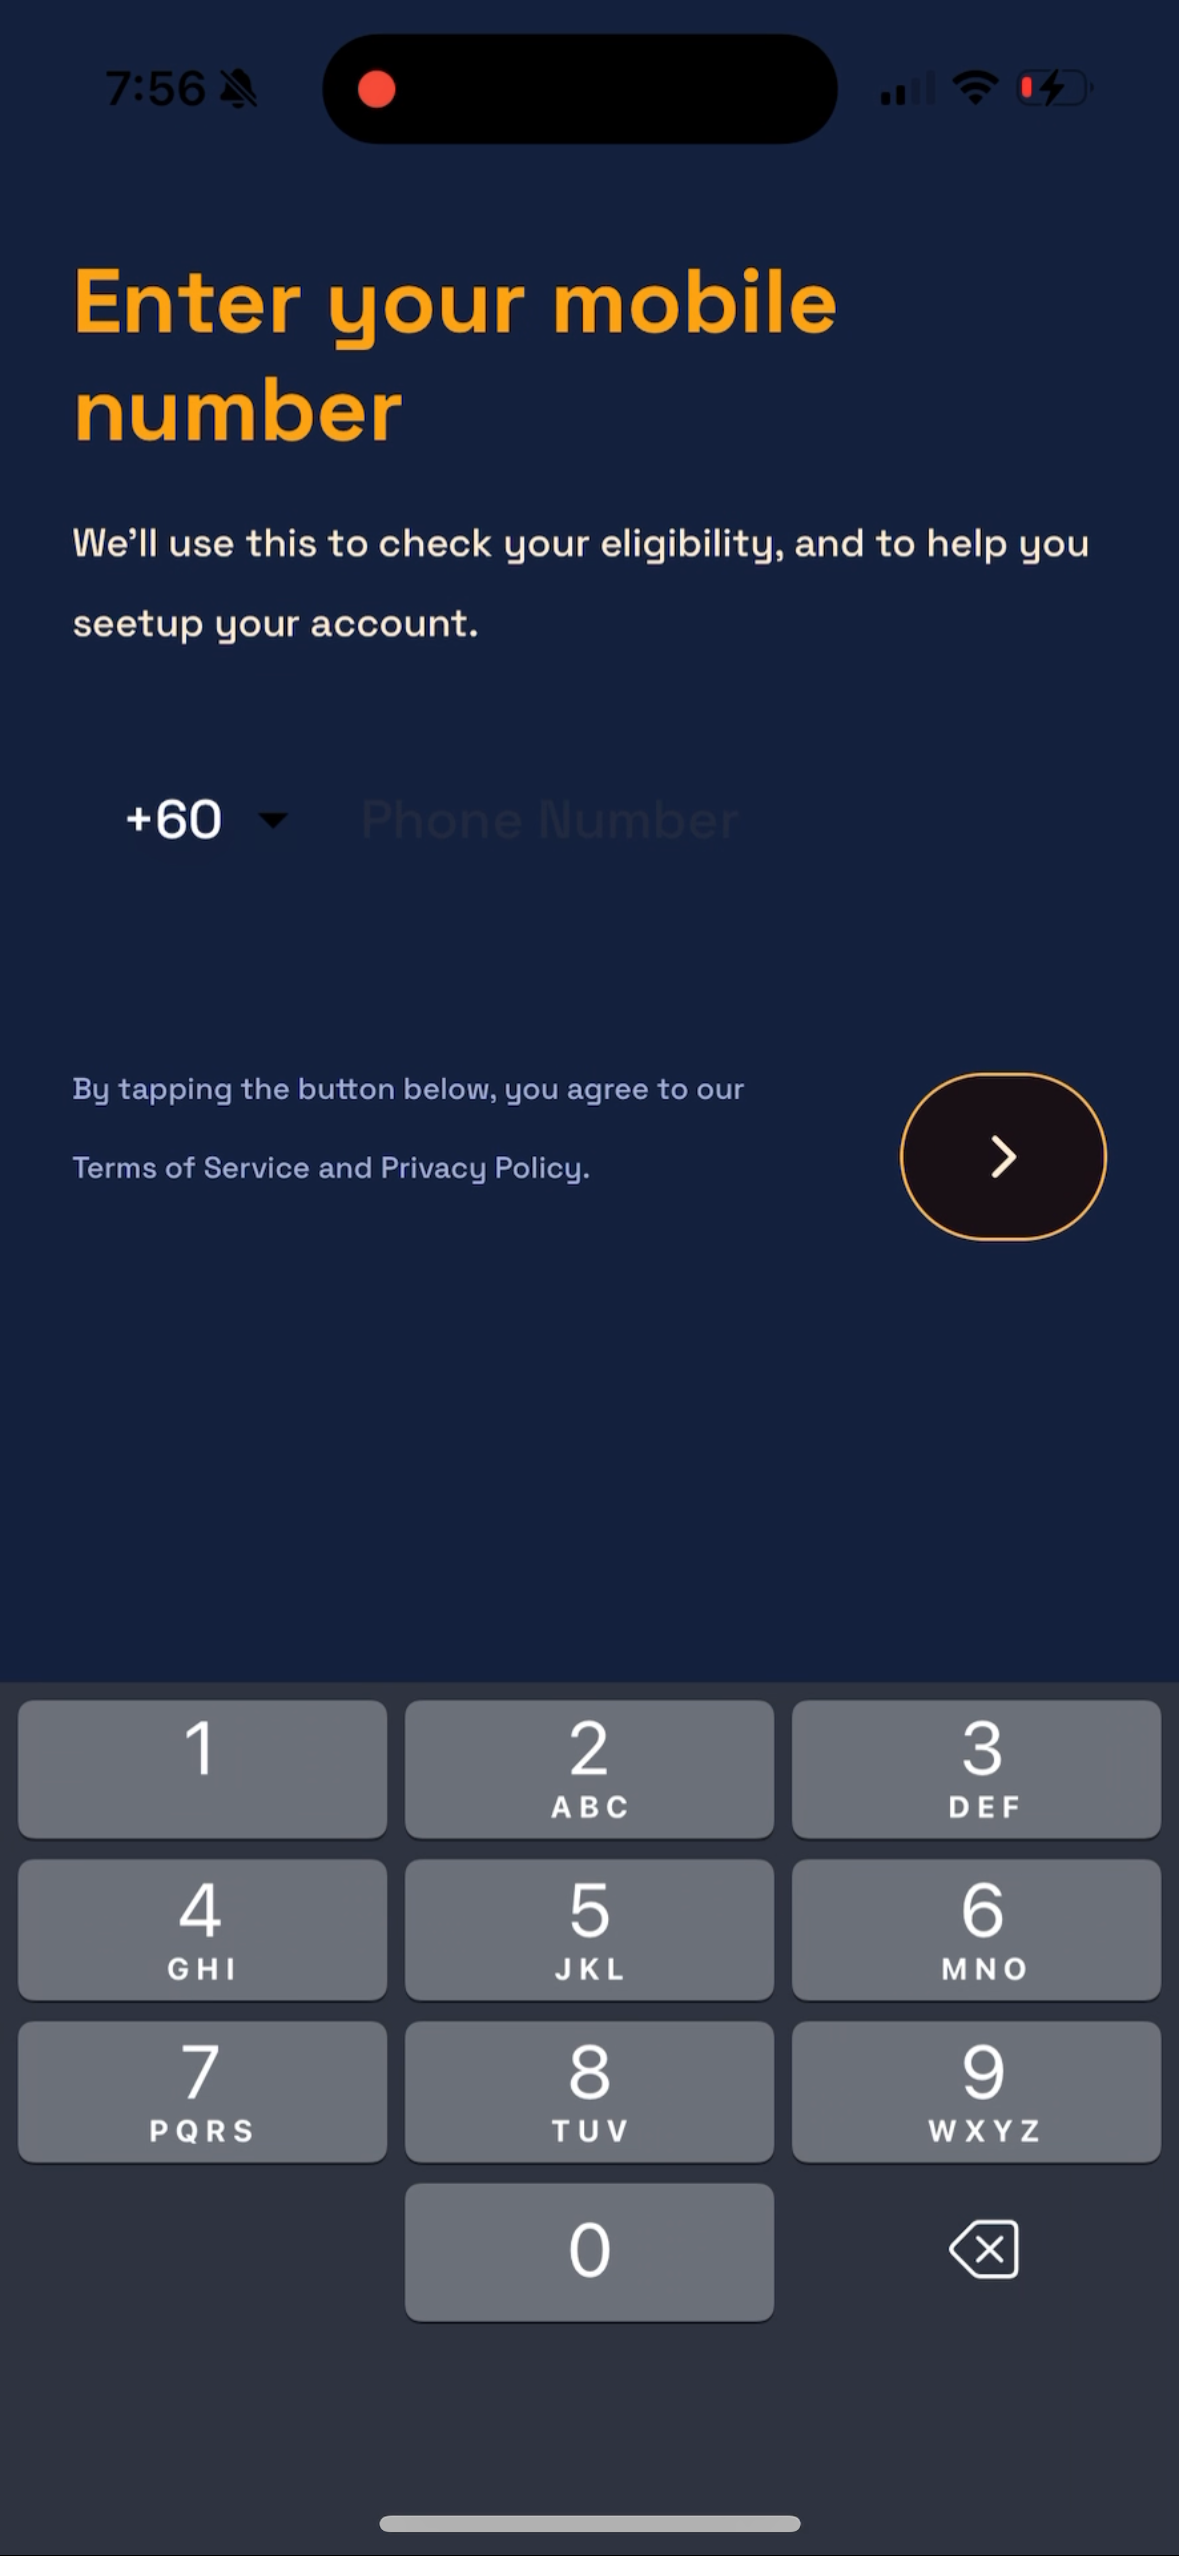 7:56
Enter your mobile
number
We'll use this to check your eligibility, and to help you
seetup your account.
+60 Phone Number
By tapping the button below, you agree to our
Terms of Service and Privacy Policy.
1 2 3
ABC DEF
4 5 6
GHI JKL MNO
7 8 9
PQRS TUV WXYZ
0